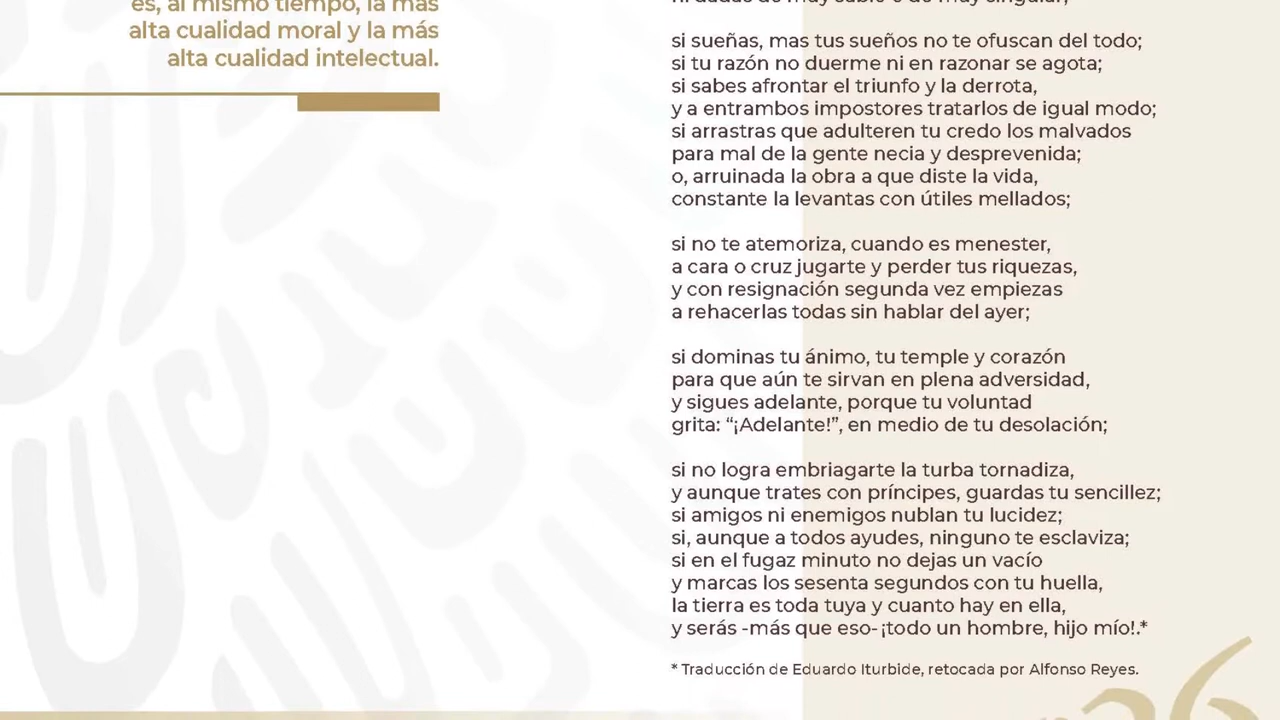 es, al mismo tiempo, la más
alta cualidad moral y la más
alta cualidad intelectual.
si sueñas, mas tus sueños no te ofuscan del todo;
si tu razón no duerme ni en razonar se agota;
si sabes afrontar el triunfo y la derrota,
y a entrambos impostores tratarlos de igual modo;
si arrastras que adulteren tu credo los malvados
para mal de la gente necia y desprevenida;
o, arruinada la obra a que diste la vida,
constante la levantas con útiles mellados;
si no te atemoriza, cuando es menester,
a cara o cruz jugarte y perder tus riquezas,
y con resignación segunda vez empiezas
a rehacerlas todas sin hablar del ayer;
si dominas tu ánimo, tu temple y corazón
para que aún te sirvan en plena adversidad,
y sigues adelante, porque tu voluntad
grita: “¡Adelante!”, en medio de tu desolación;
si no logra embriagarte la turba tornadiza,
y aunque trates con príncipes, guardas tu sencillez;
si amigos ni enemigos nublan tu lucidez;
si, aunque a todos ayudes, ninguno te esclaviza;
si en el fugaz minuto no dejas un vacío
y marcas los sesenta segundos con tu huella,
la tierra es toda tuya y cuanto hay en ella,
y serás -más que eso- ¡todo un hombre, hijo mío!.*
* Traducción de Eduardo Iturbide, retocada por Alfonso Reyes.
26